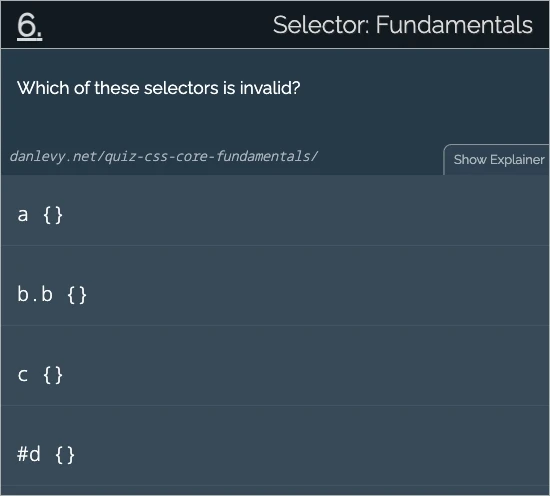 6.
Selector: Fundamentals
Which of these selectors is invalid?
danlevy.net/quiz-css-core-fundamentals/
Show Explainer
a {}
b.b {}
c {}
#d {}